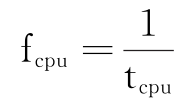 f_cpu = 1/t_cpu